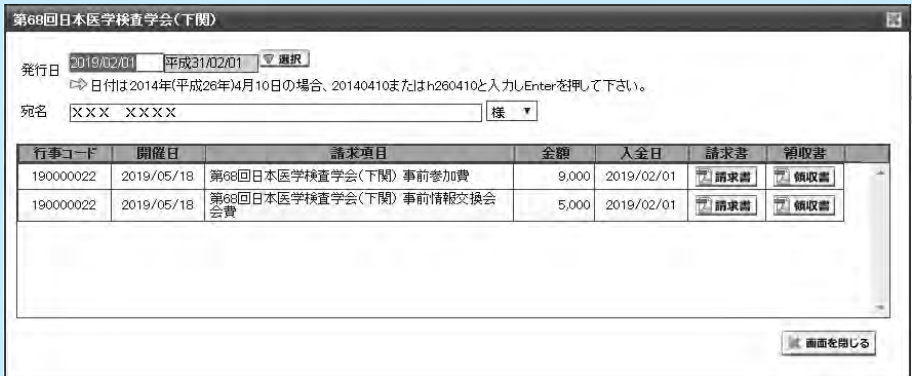 第68回日本医学検査学会(下関)
発行日 2019/02/01 平成31/02/01 選択
⇨日付は2014年(平成26年)4月10日の場合、20140410またはh260410と入力しEnterを押して下さい。
宛名 XXX XXXX 様
行事コード 開催日 請求項目 金額 入金日 請求書 領収書
190000022 2019/05/18 第68回日本医学検査学会(下関) 事前参加費 9,000 2019/02/01 請求書 領収書
190000022 2019/05/18 第68回日本医学検査学会(下関) 事前情報交換会 5,000 2019/02/01 請求書 領収書
会費
画面を閉じる